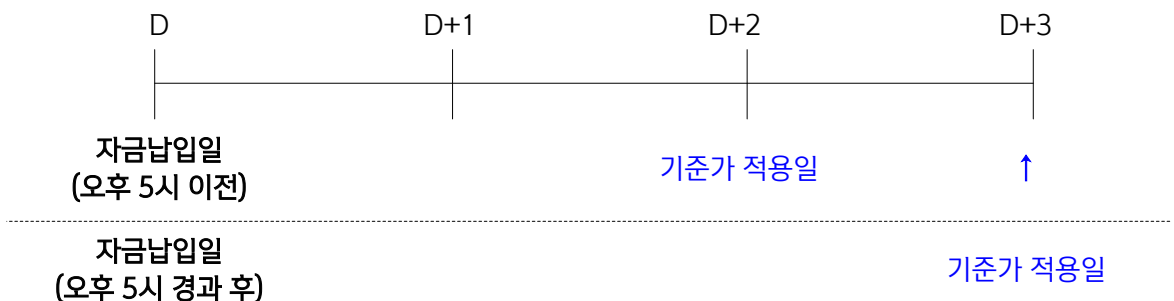 D D+1 D+2 D+3
자금납입일
(오후 5시 이전)
기준가 적용일 ↑
자금납입일
(오후 5시 경과 후)
기준가 적용일